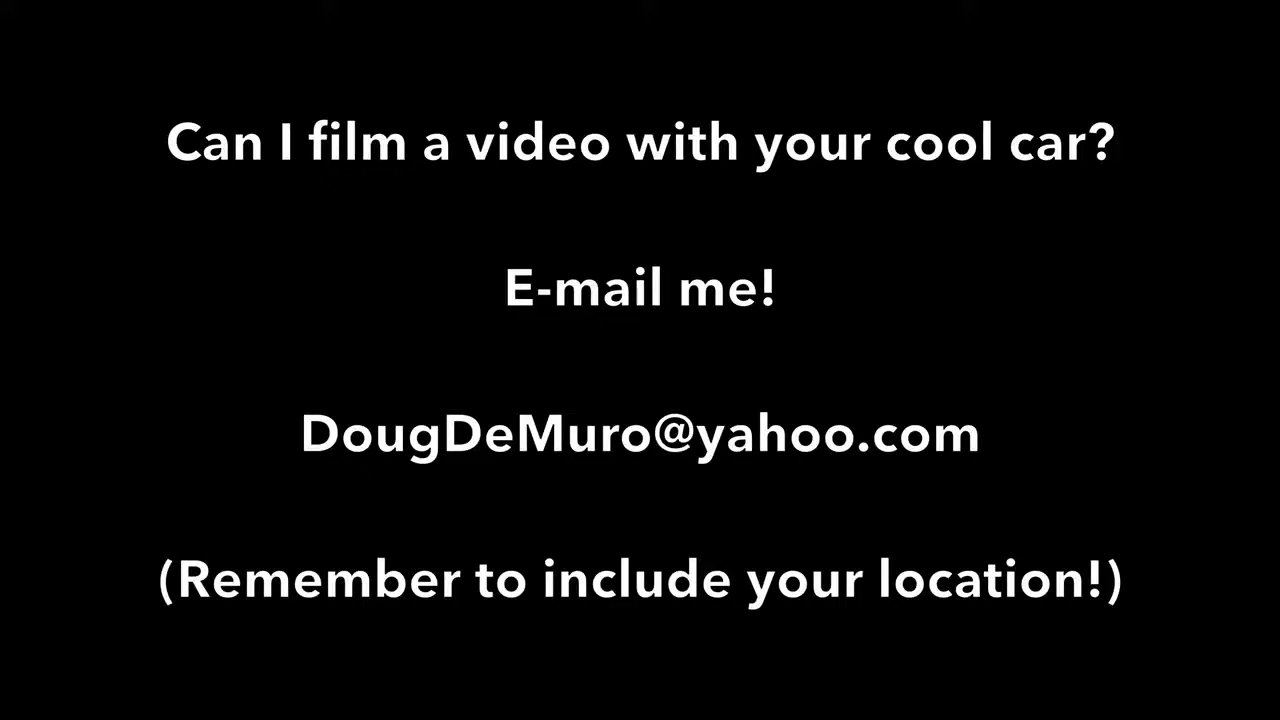 Can I film a video with your cool car?
E-mail me!
DougDeMuro@yahoo.com
(Remember to include your location!)